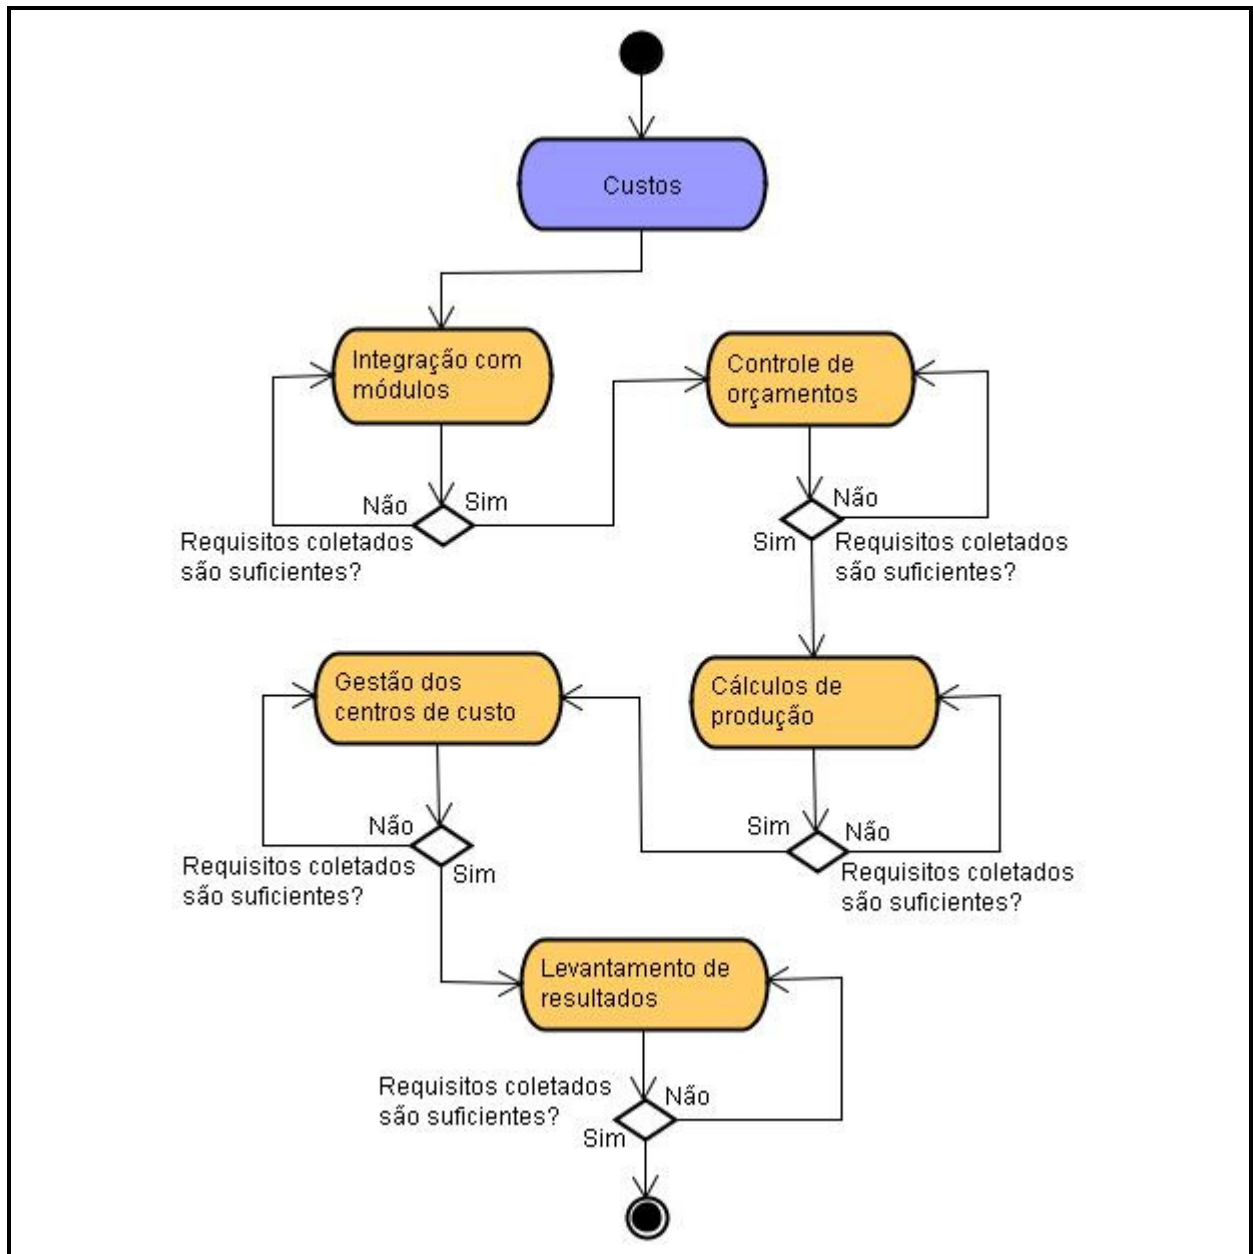 Custos
Integração com
módulos
Controle de
orçamentos
Não
Sim
Requisitos coletados
são suficientes?
Não
Sim
Requisitos coletados
são suficientes?
Gestão dos
centros de custo
Cálculos de
produção
Não
Sim
Requisitos coletados
são suficientes?
Sim
Não
Requisitos coletados
são suficientes?
Levantamento de
resultados
Requisitos coletados
são suficientes?
Não
Sim